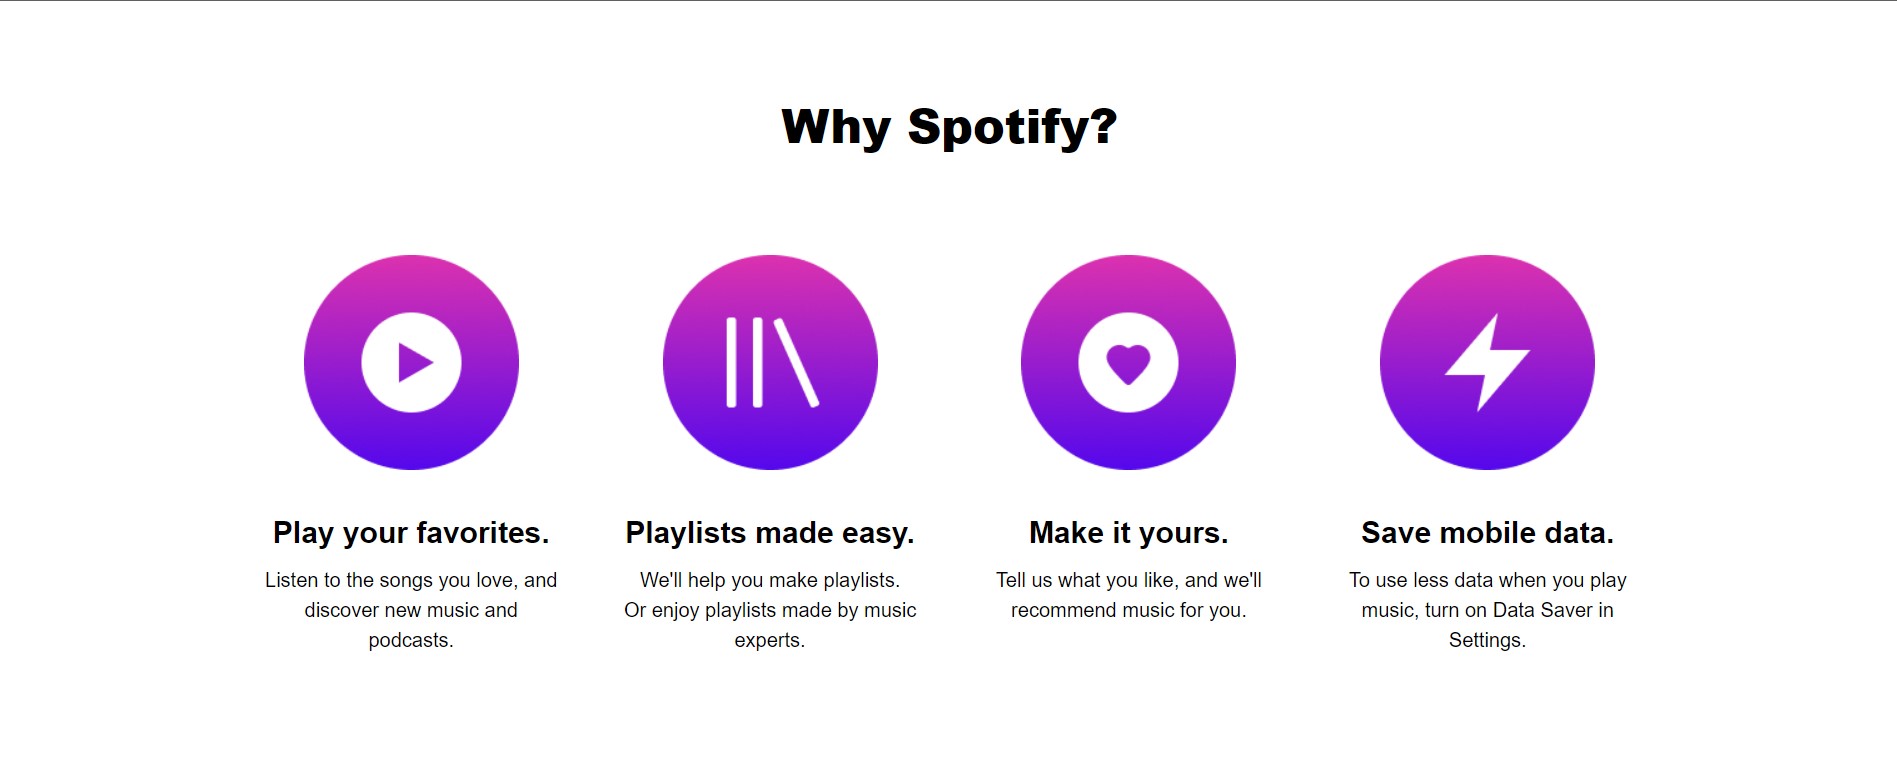 Why Spotify?
Play your favorites.
Listen to the songs you love, and
discover new music and
podcasts.
Playlists made easy.
We'll help you make playlists.
Or enjoy playlists made by music
experts.
Make it yours.
Tell us what you like, and we'll
recommend music for you.
Save mobile data.
To use less data when you play
music, turn on Data Saver in
Settings.